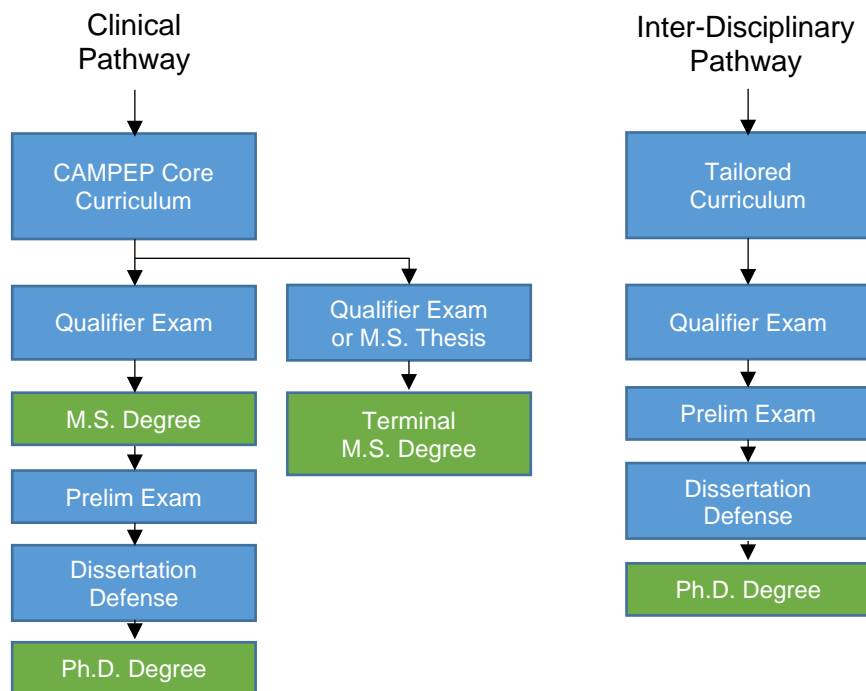 Clinical
Pathway
CAMPEP Core
Curriculum
Qualifier Exam
M.S. Degree
Prelim Exam
Dissertation
Defense
Ph.D. Degree
Qualifier Exam
or M.S. Thesis
Terminal
M.S. Degree
Inter-Disciplinary
Pathway
Tailored
Curriculum
Qualifier Exam
Prelim Exam
Dissertation
Defense
Ph.D. Degree